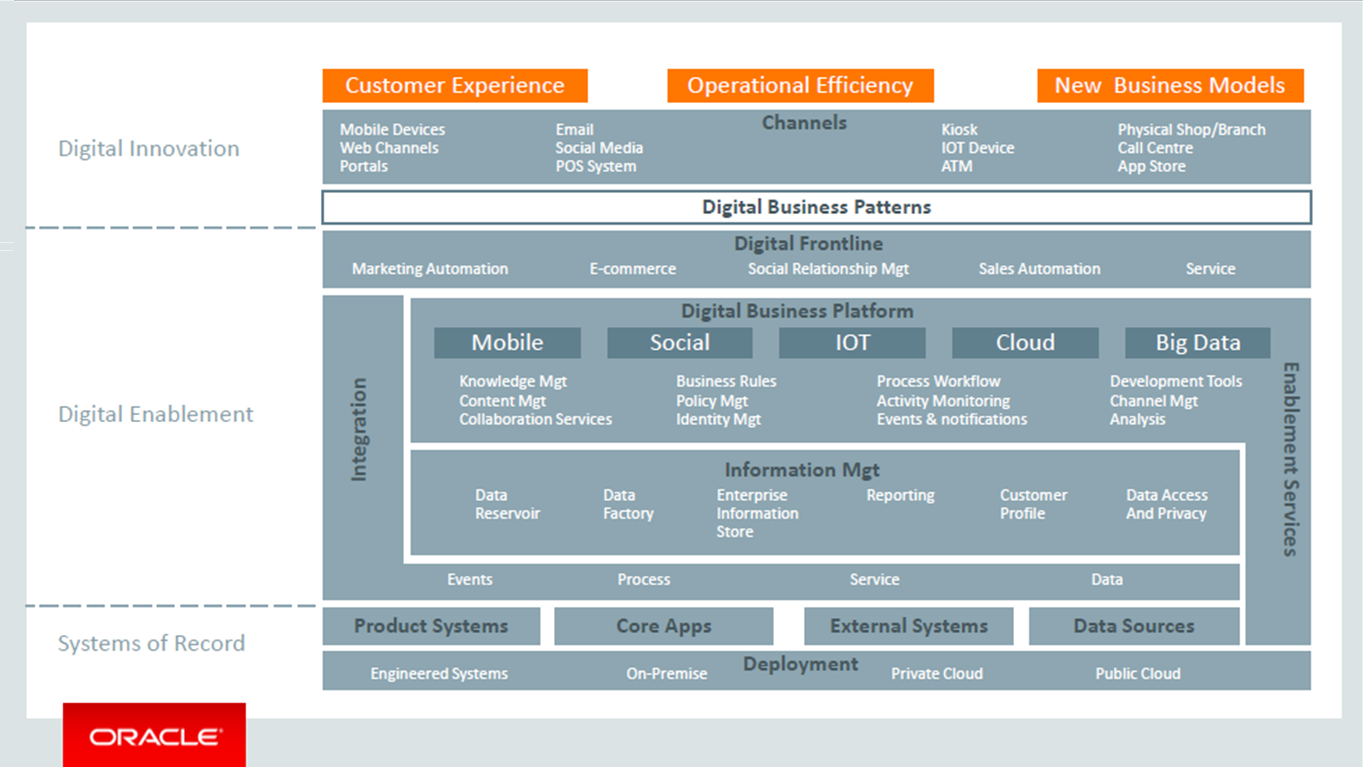 Customer Experience
Operational Efficiency
New Business Models
Digital Innovation
Channels
Mobile Devices
Web Channels
Portals
Email
Social Media
POS System
Kiosk
IOT Device
ATM
Physical Shop/Branch
Call Centre
App Store
Digital Business Patterns
Digital Enablement
Digital Frontline
Marketing Automation
E-commerce
Social Relationship Mgt
Sales Automation
Service
Integration
Digital Business Platform
Mobile
Social
IOT
Cloud
Big Data
Knowledge Mgt
Content Mgt
Collaboration Services
Business Rules
Policy Mgt
Identity Mgt
Process Workflow
Activity Monitoring
Events & notifications
Development Tools
Channel Mgt
Analysis
Enablement Services
Information Mgt
Data
Reservoir
Data
Factory
Enterprise
Information
Store
Reporting
Customer
Profile
Data Access
And Privacy
Events
Process
Service
Data
Systems of Record
Product Systems
Core Apps
External Systems
Data Sources
Deployment
Engineered Systems
On-Premise
Private Cloud
Public Cloud
ORACLE